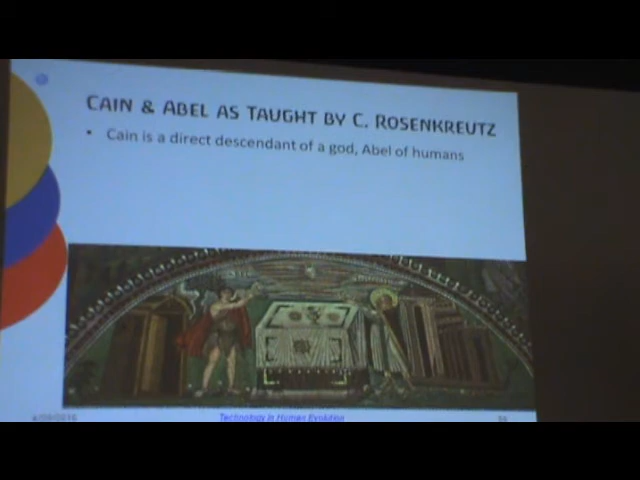 CAIN & ABEL AS TAUGHT BY C. ROSENKREUTZ
• Cain is a direct descendant of a god, Abel of humans
Technology in Human Evolution